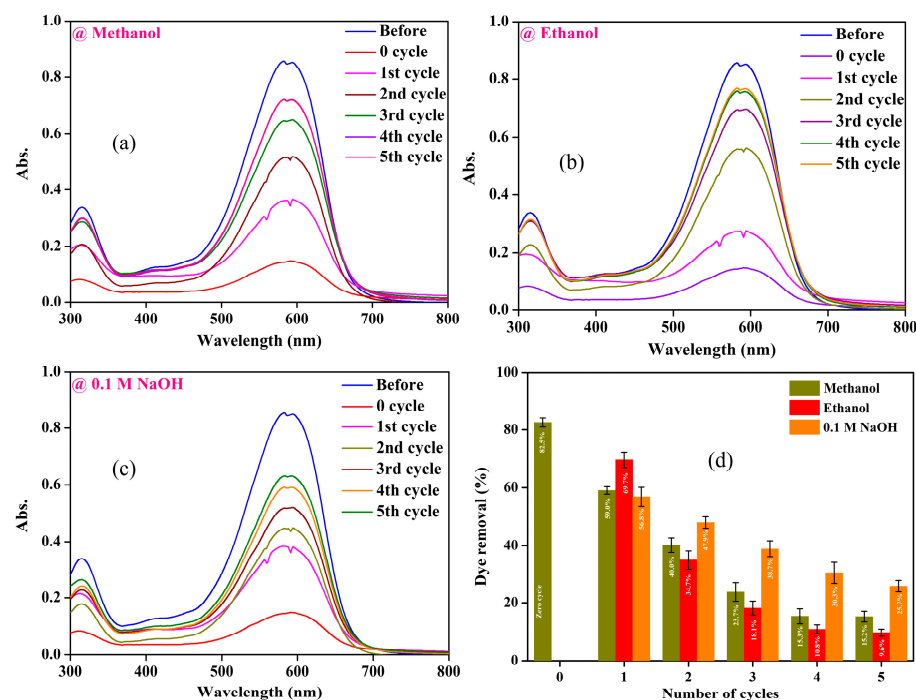 @ Methanol
Before
0 cycle
1st cycle
2nd cycle
3rd cycle
4th cycle
5th cycle
(a)
Abs.
1.0
0.8
0.6
0.4
0.2
0.0
300 400 500 600 700 800
Wavelength (nm)
@ Ethanol
Before
0 cycle
1st cycle
2nd cycle
3rd cycle
4th cycle
5th cycle
(b)
Abs.
1.0
0.8
0.6
0.4
0.2
0.0
300 400 500 600 700 800
Wavelength (nm)
@ 0.1 M NaOH
Before
0 cycle
1st cycle
2nd cycle
3rd cycle
4th cycle
5th cycle
(c)
Abs.
1.0
0.8
0.6
0.4
0.2
0.0
300 400 500 600 700 800
Wavelength (nm)
Methanol
Ethanol
0.1 M NaOH
(d)
Dye removal (%)
100
80
60
40
20
0
82.5%
Zero cyce
59.0%
69.7%
56.8%
40.0%
34.7%
47.9%
23.7%
18.1%
38.7%
15.3%
10.8%
30.3%
15.2%
9.6%
25.7%
0 1 2 3 4 5
Number of cycles